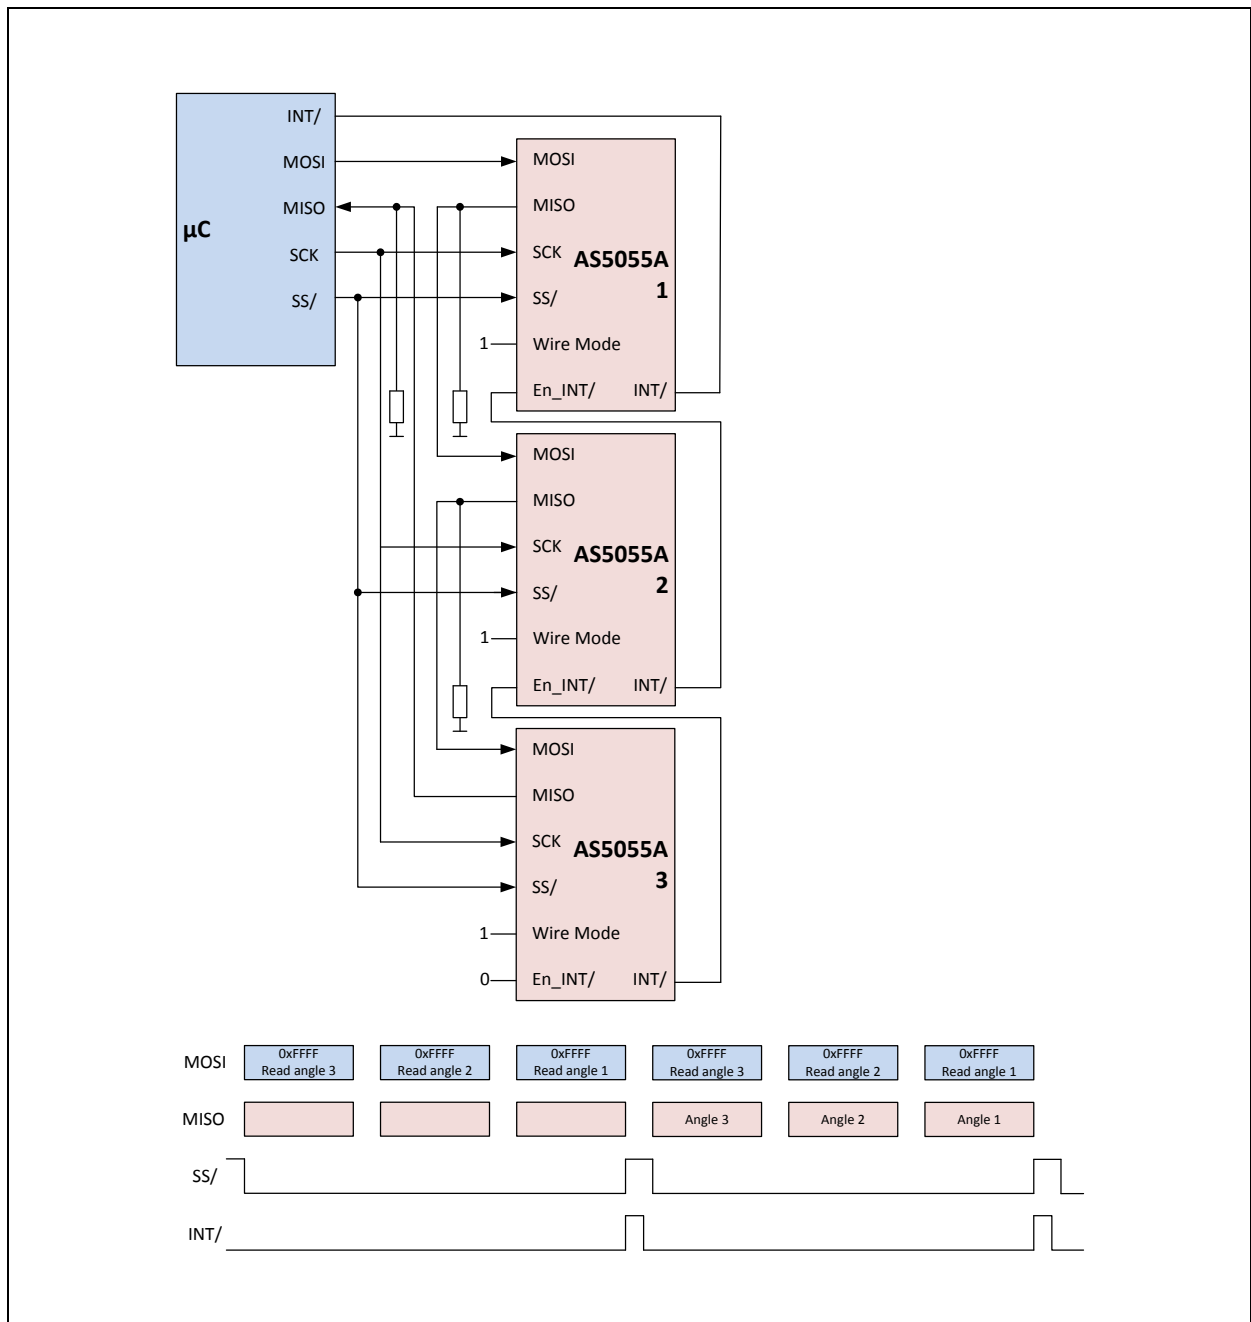 µC
INT/
MOSI
MISO
SCK
SS/
MOSI
MISO
SCK
AS5055A
1
SS/
1
Wire Mode
En_INT/
INT/
MOSI
MISO
SCK
AS5055A
2
SS/
1
Wire Mode
En_INT/
INT/
MOSI
MISO
SCK
AS5055A
3
SS/
1
Wire Mode
0
En_INT/
INT/
MOSI
0xFFFF
Read angle 3
0xFFFF
Read angle 2
0xFFFF
Read angle 1
0xFFFF
Read angle 3
0xFFFF
Read angle 2
0xFFFF
Read angle 1
MISO
Angle 3
Angle 2
Angle 1
SS/
INT/